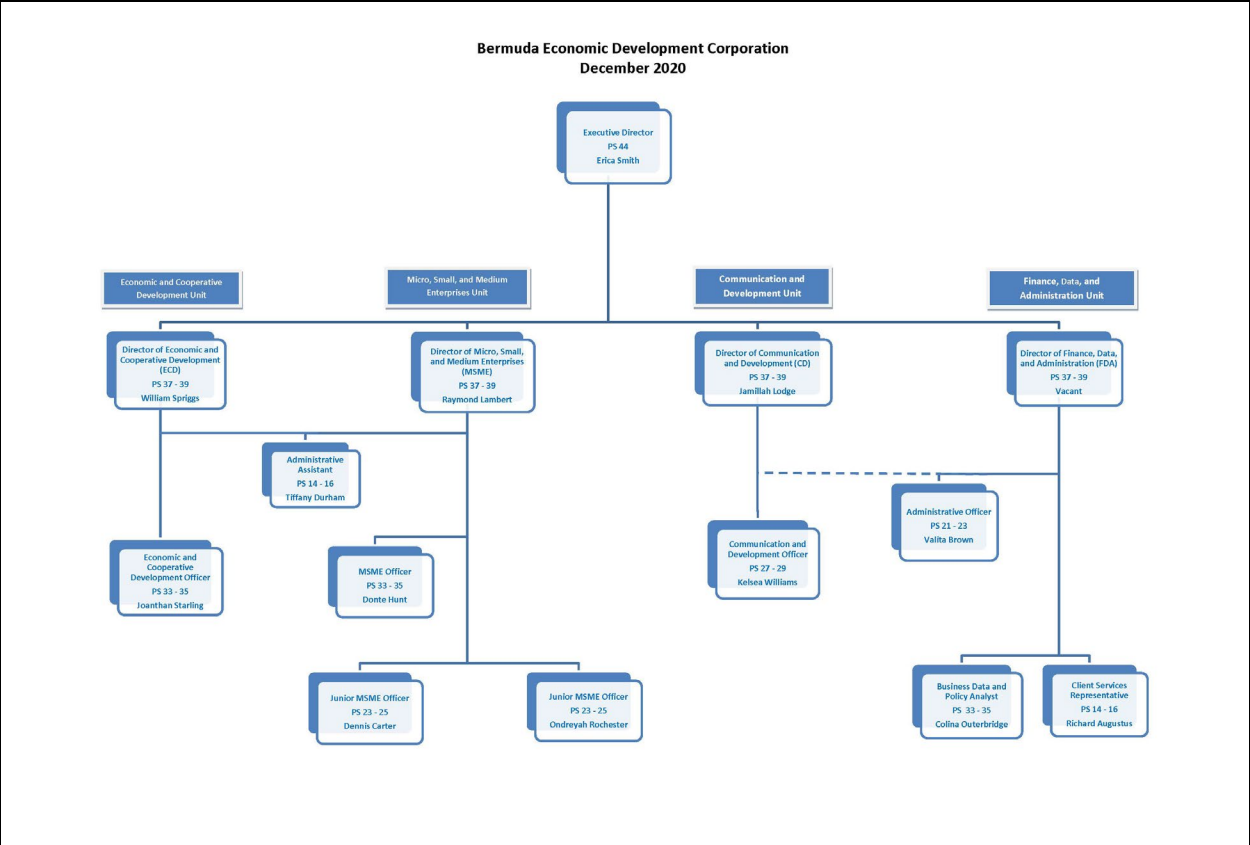 Bermuda Economic Development Corporation
December 2020
Executive Director
PS 44
Erica Smith
Economic and Cooperative
Development Unit
Micro, Small, and Medium
Enterprises Unit
Communication and
Development Unit
Finance, Data, and
Administration Unit
Director of Economic and
Cooperative Development
(ECD)
PS 37 - 39
William Spriggs
Director of Micro, Small,
and Medium Enterprises
(MSME)
PS 37 - 39
Raymond Lambert
Director of Communication
and Development (CD)
PS 37 - 39
Jamillah Lodge
Director of Finance, Data,
and Administration (FDA)
PS 37 - 39
Vacant
Administrative
Assistant
PS 14 - 16
Tiffany Durham
Administrative Officer
PS 21 - 23
Valita Brown
Economic and
Cooperative
Development Officer
PS 33 - 35
Joanthan Starling
MSME Officer
PS 33 - 35
Donte Hunt
Communication and
Development Officer
PS 27 - 29
Kelsea Williams
Junior MSME Officer
PS 23 - 25
Dennis Carter
Junior MSME Officer
PS 23 - 25
Ondreyah Rochester
Business Data and
Policy Analyst
PS 33 - 35
Colina Outerbridge
Client Services
Representative
PS 14 - 16
Richard Augustus